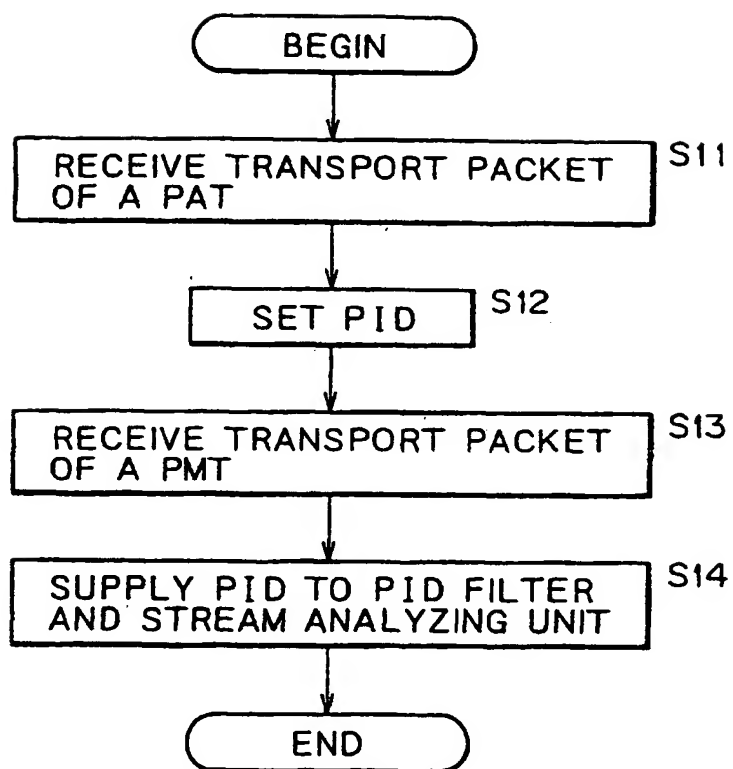 BEGIN
RECEIVE TRANSPORT PACKET
OF A PAT
S11
SET PID
S12
RECEIVE TRANSPORT PACKET
OF A PMT
S13
SUPPLY PID TO PID FILTER
AND STREAM ANALYZING UNIT
S14
END